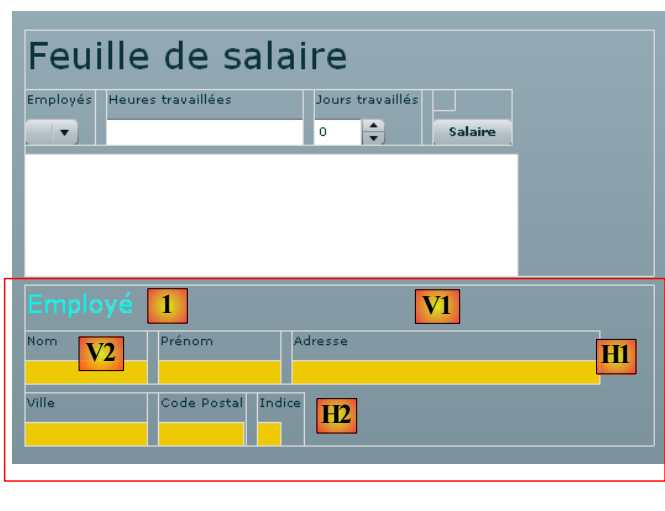 Feuille de salaire
Employés Heures travaillées Jours travaillés
0 Salaire
Employé 1 V1
Nom V2 Prénom Adresse H1
Ville Code Postal Indice H2